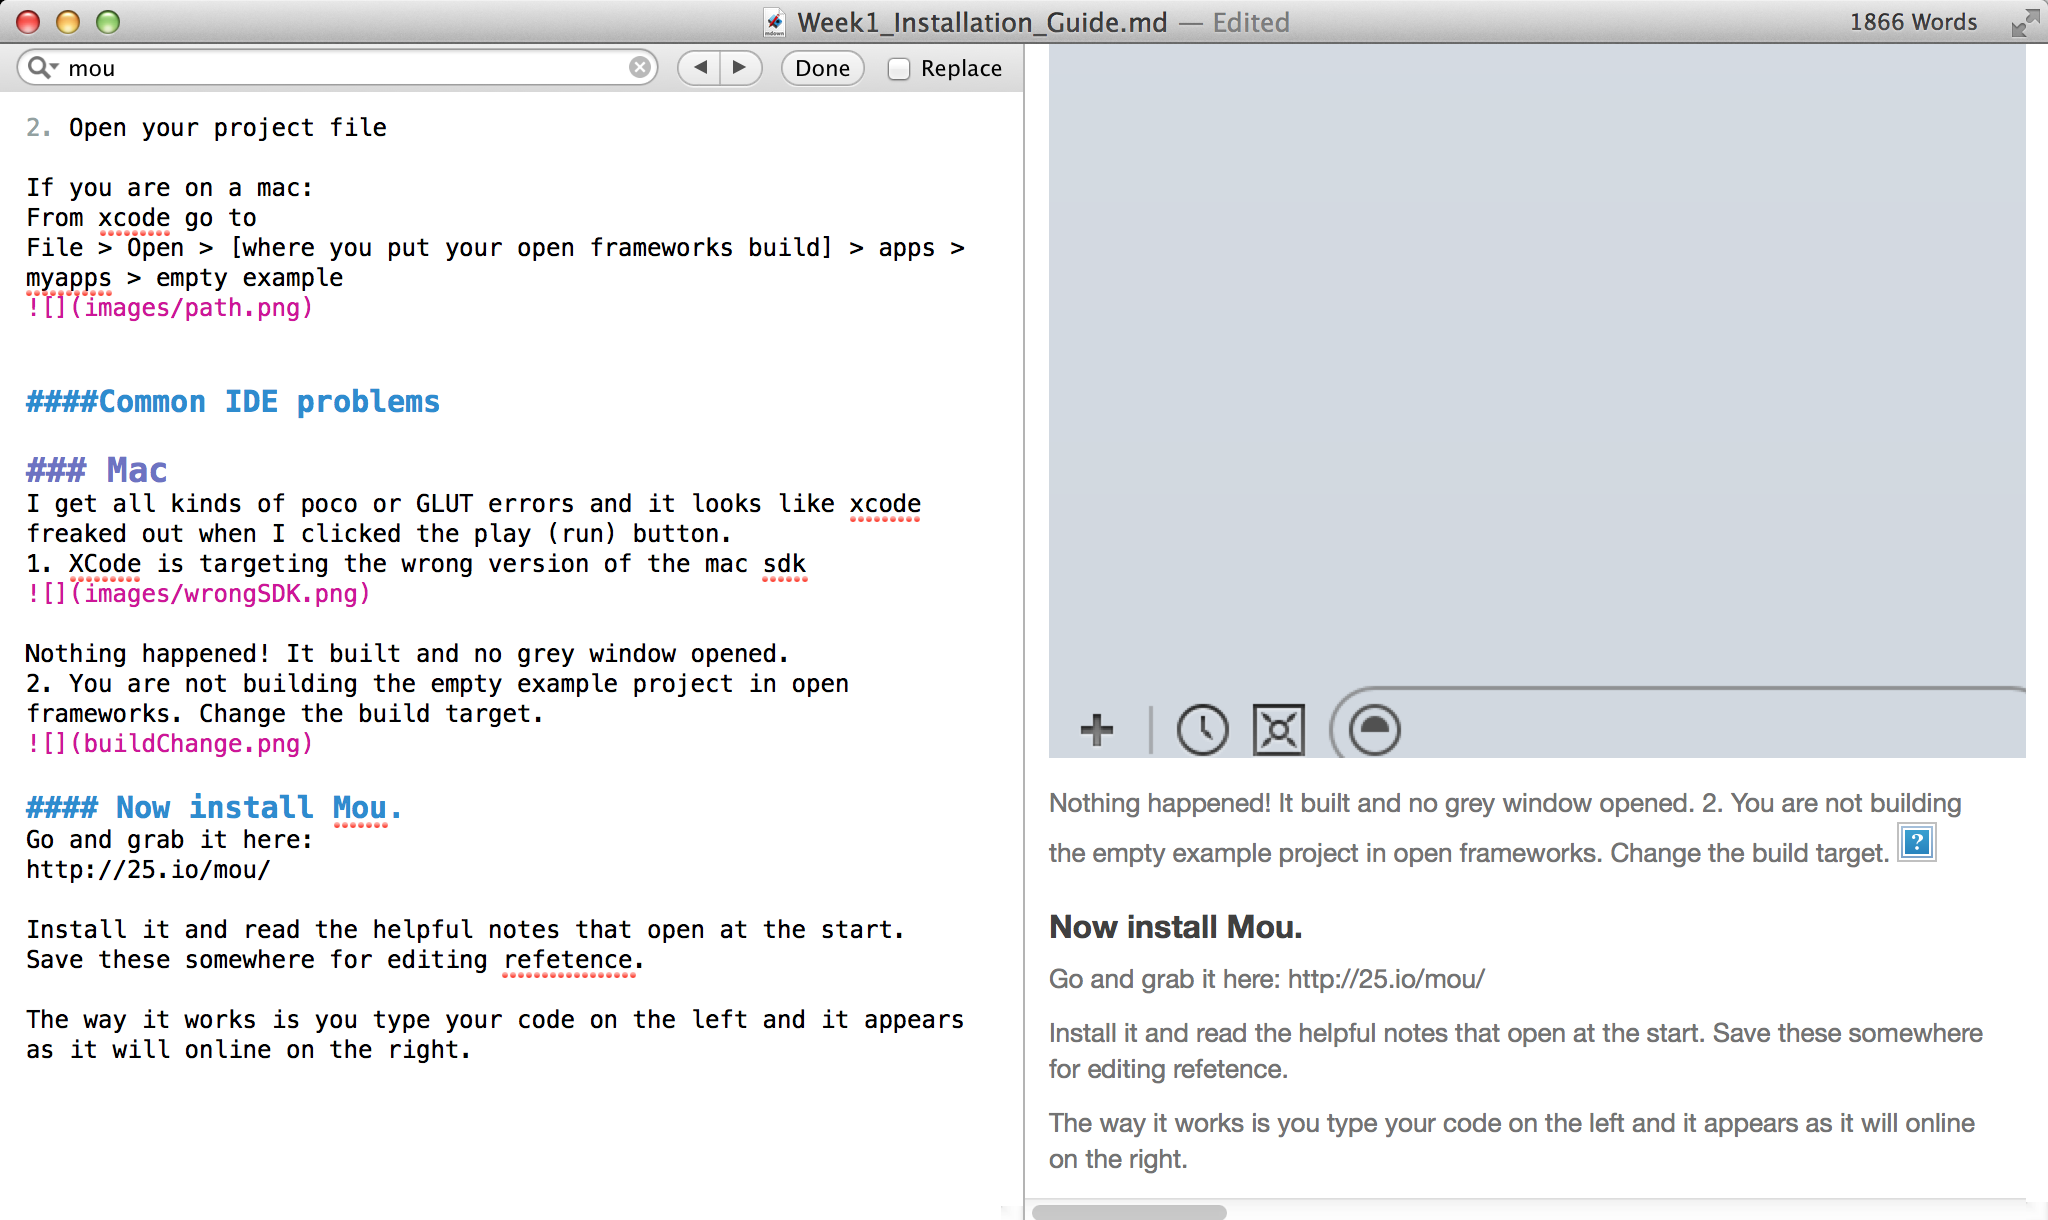 Week1_Installation_Guide.md — Edited
1866 Words
mou
Done
Replace
2. Open your project file
If you are on a mac:
From xcode go to
File > Open > [where you put your open frameworks build] > apps >
myapps > empty example
![](images/path.png)
####Common IDE problems
### Mac
I get all kinds of poco or GLUT errors and it looks like xcode
freaked out when I clicked the play (run) button.
1. XCode is targeting the wrong version of the mac sdk
![](images/wrongSDK.png)
Nothing happened! It built and no grey window opened.
2. You are not building the empty example project in open
frameworks. Change the build target.
![](buildChange.png)
#### Now install Mou.
Go and grab it here:
http://25.io/mou/
Install it and read the helpful notes that open at the start.
Save these somewhere for editing refetence.
The way it works is you type your code on the left and it appears
as it will online on the right.
Nothing happened! It built and no grey window opened. 2. You are not building
the empty example project in open frameworks. Change the build target.
Now install Mou.
Go and grab it here: http://25.io/mou/
Install it and read the helpful notes that open at the start. Save these somewhere
for editing refetence.
The way it works is you type your code on the left and it appears as it will online
on the right.